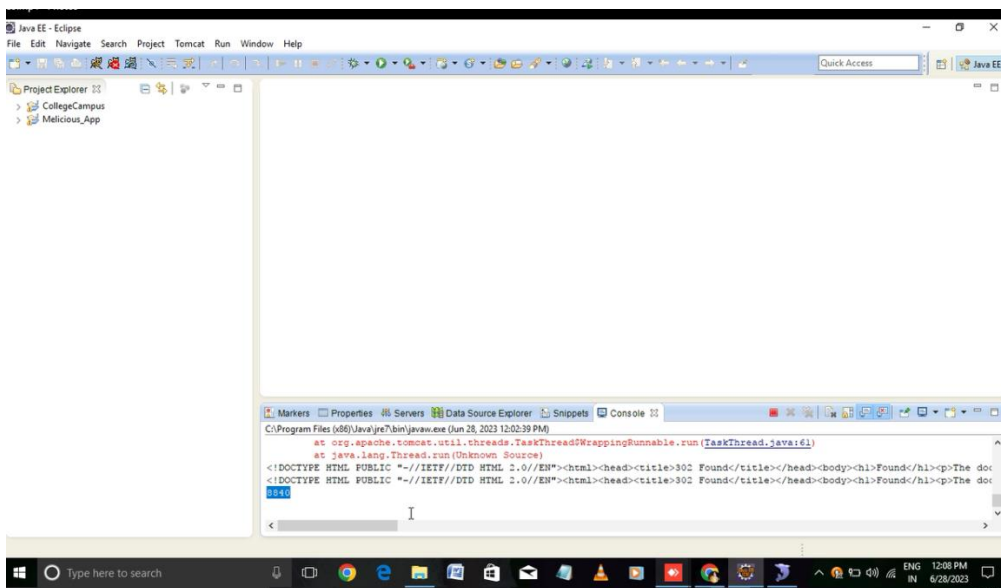 Java EE - Eclipse
File Edit Navigate Search Project Tomcat Run Window Help
Quick Access
Java EE
Project Explorer
CollegeCampus
Melicious_App
Markers Properties Servers Data Source Explorer Snippets Console
C:\Program Files (x86)\Java\jre7\bin\javaw.exe (Jun 28, 2023 12:02:39 PM)
at org.apache.tomcat.util.threads.TaskThread$WrappingRunnable.run(TaskThread.java:61)
at java.lang.Thread.run(Unknown Source)
<!DOCTYPE HTML PUBLIC "-//IETF//DTD HTML 2.0//EN"><html><head><title>302 Found</title></head><body><h1>Found</h1><p>The doc
<!DOCTYPE HTML PUBLIC "-//IETF//DTD HTML 2.0//EN"><html><head><title>302 Found</title></head><body><h1>Found</h1><p>The doc
8840
Type here to search
ENG 12:08 PM
IN 6/28/2023